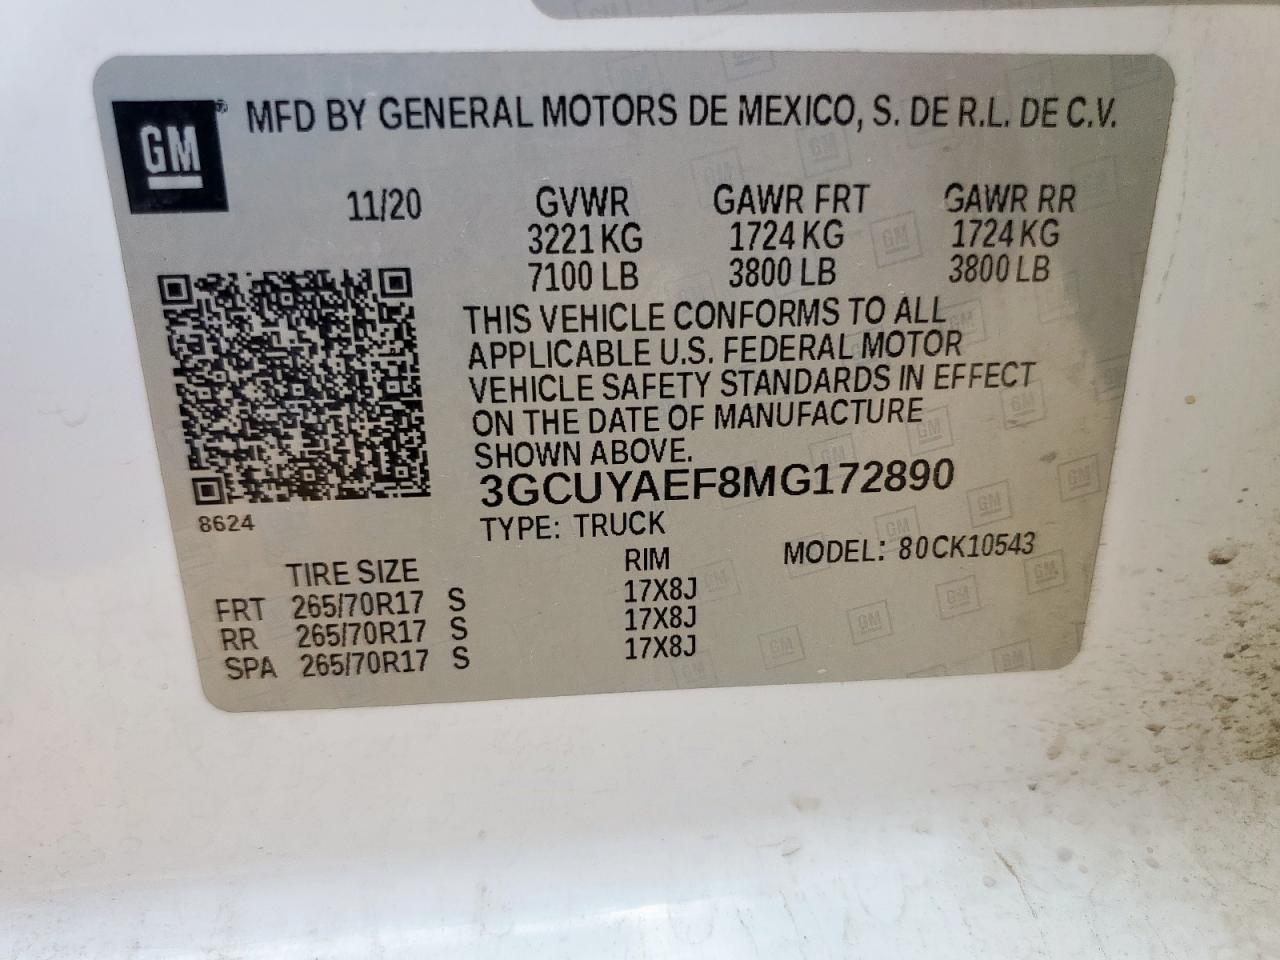 GM
MFD BY GENERAL MOTORS DE MEXICO, S. DE R.L. DE C.V.
11/20 GVWR GAWR FRT GAWR RR
3221 KG 1724 KG 1724 KG
7100 LB 3800 LB 3800 LB
THIS VEHICLE CONFORMS TO ALL
APPLICABLE U.S. FEDERAL MOTOR
VEHICLE SAFETY STANDARDS IN EFFECT
ON THE DATE OF MANUFACTURE
SHOWN ABOVE.
3GCUYAEF8MG172890
8624
TYPE: TRUCK
MODEL: 80CK10543
TIRE SIZE RIM
FRT 265/70R17 S 17X8J
RR 265/70R17 S 17X8J
SPA 265/70R17 S 17X8J